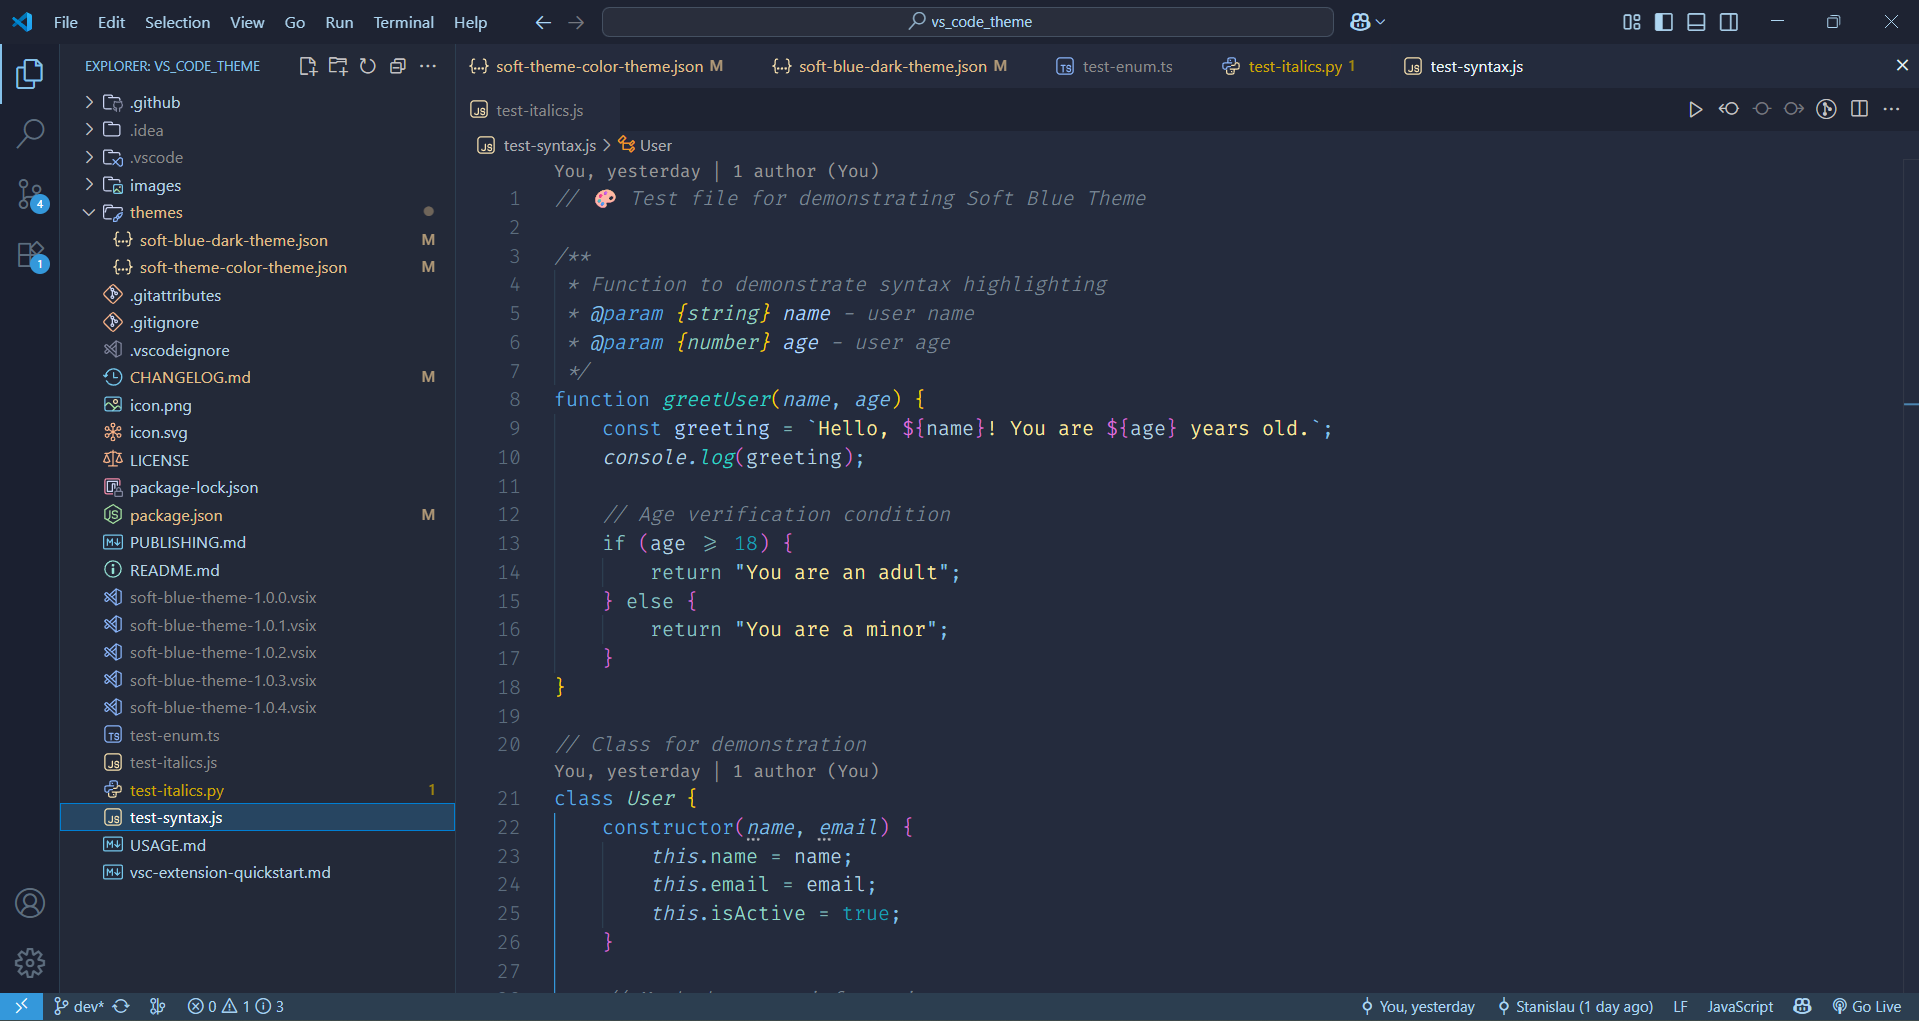 File Edit Selection View Go Run Terminal Help
vs_code_theme
EXPLORER: VS_CODE_THEME
.github
.idea
.vscode
images
themes
soft-blue-dark-theme.json M
soft-theme-color-theme.json M
.gitattributes
.gitignore
.vscodeignore
CHANGELOG.md M
icon.png
icon.svg
LICENSE
package-lock.json
package.json M
PUBLISHING.md
README.md
soft-blue-theme-1.0.0.vsix
soft-blue-theme-1.0.1.vsix
soft-blue-theme-1.0.2.vsix
soft-blue-theme-1.0.3.vsix
soft-blue-theme-1.0.4.vsix
test-enum.ts
test-italics.js
test-italics.py 1
test-syntax.js
USAGE.md
vsc-extension-quickstart.md
4
1
soft-theme-color-theme.json M soft-blue-dark-theme.json M test-enum.ts test-italics.py 1 test-syntax.js
test-italics.js
test-syntax.js > User
You, yesterday | 1 author (You)
1 // 🎨 Test file for demonstrating Soft Blue Theme
2
3 /**
4 * Function to demonstrate syntax highlighting
5 * @param {string} name - user name
6 * @param {number} age - user age
7 */
8 function greetUser(name, age) {
9 const greeting = `Hello, ${name}! You are ${age} years old.`;
10 console.log(greeting);
11
12 // Age verification condition
13 if (age ⩾ 18) {
14 return "You are an adult";
15 } else {
16 return "You are a minor";
17 }
18 }
19
20 // Class for demonstration
You, yesterday | 1 author (You)
21 class User {
22 constructor(name, email) {
23 this.name = name;
24 this.email = email;
25 this.isActive = true;
26 }
27
dev* 0 1 3 You, yesterday Stanislau (1 day ago) LF JavaScript Go Live